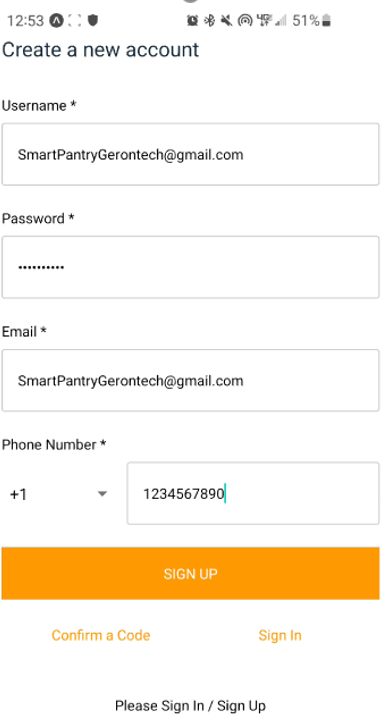 12:53 51%
Create a new account
Username *
SmartPantryGerontech@gmail.com
Password *
••••••••••
Email *
SmartPantryGerontech@gmail.com
Phone Number *
+1 1234567890
SIGN UP
Confirm a Code Sign In
Please Sign In / Sign Up